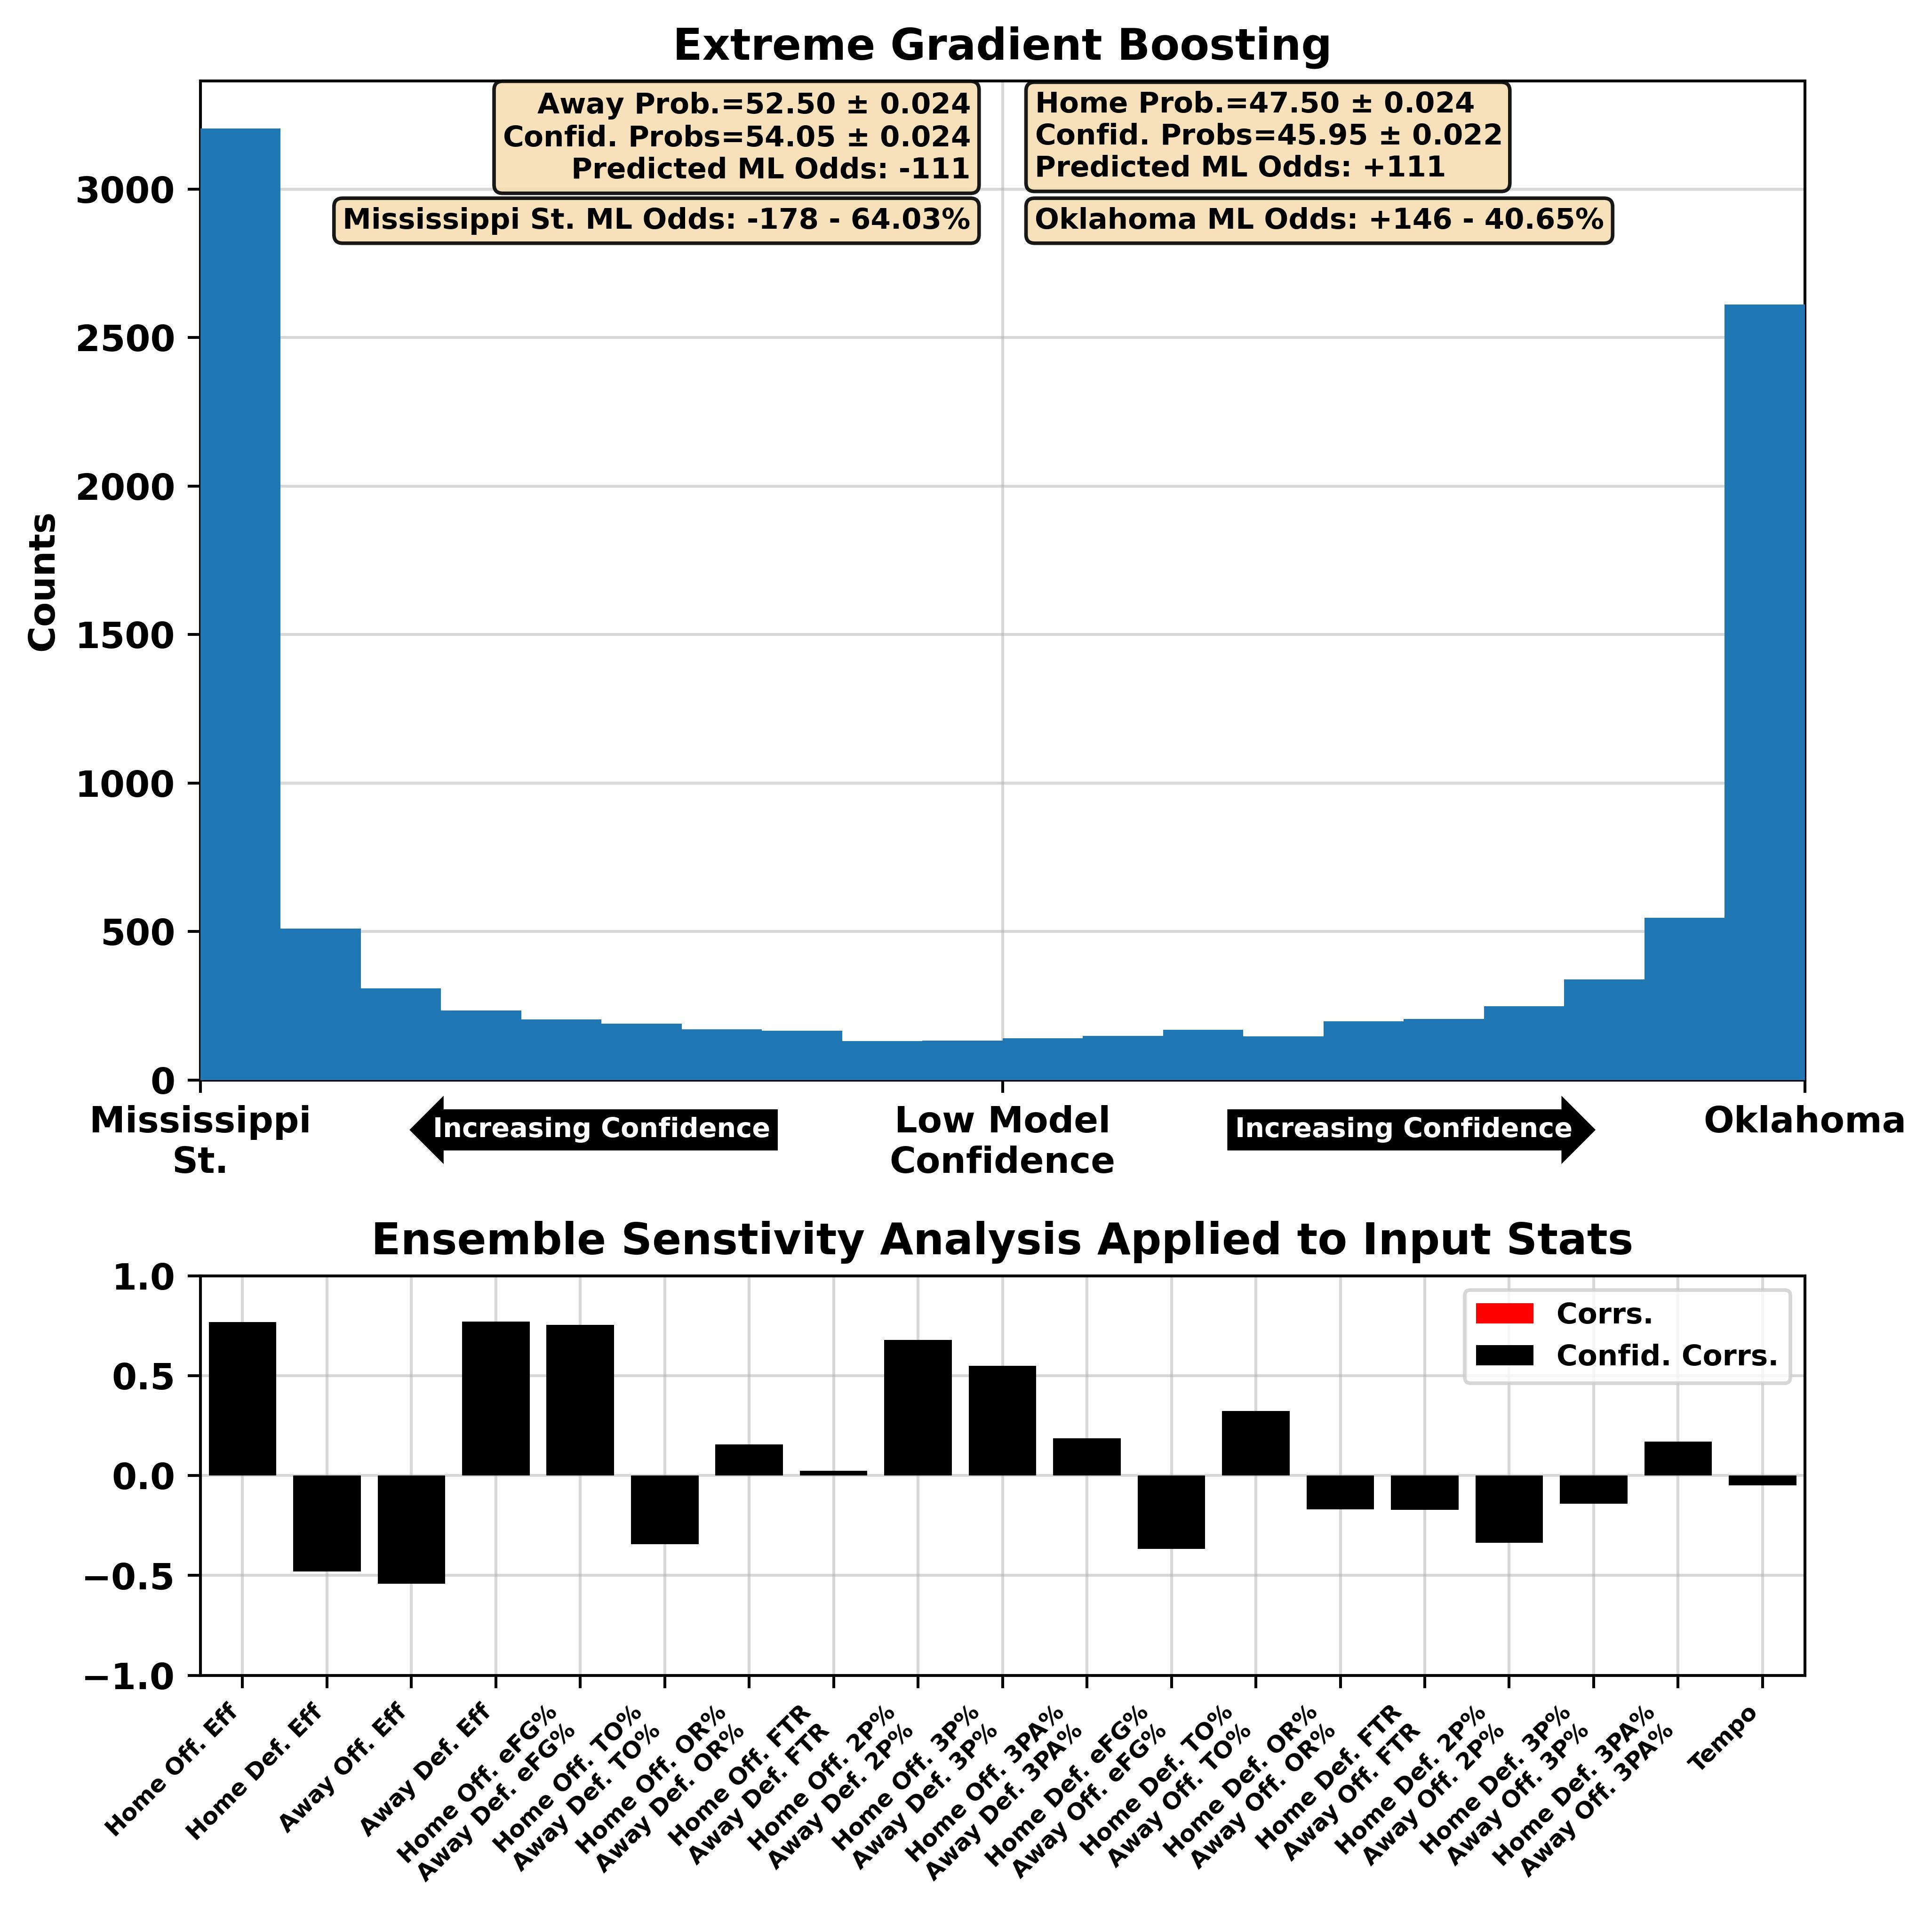 Extreme Gradient Boosting
Away Prob.=52.50 ± 0.024
Confid. Probs=54.05 ± 0.024
Predicted ML Odds: -111
Home Prob.=47.50 ± 0.024
Confid. Probs=45.95 ± 0.022
Predicted ML Odds: +111
Mississippi St. ML Odds: -178 - 64.03%
Oklahoma ML Odds: +146 - 40.65%
Counts
3000
2500
2000
1500
1000
500
0
Mississippi
St.
Increasing Confidence
Low Model
Confidence
Increasing Confidence
Oklahoma
Ensemble Senstivity Analysis Applied to Input Stats
Corrs.
Confid. Corrs.
1.0
0.5
0.0
−0.5
−1.0
Home Off. Eff
Home Def. Eff
Away Off. Eff
Away Def. Eff
Home Off. eFG%
Away Def. eFG%
Home Off. TO%
Away Def. TO%
Home Off. OR%
Away Def. OR%
Home Off. FTR
Away Def. FTR
Home Off. 2P%
Away Def. 2P%
Home Off. 3P%
Away Def. 3P%
Home Off. 3PA%
Away Def. 3PA%
Home Def. eFG%
Away Off. eFG%
Home Def. TO%
Away Off. TO%
Home Def. OR%
Away Off. OR%
Home Def. FTR
Away Off. FTR
Home Def. 2P%
Away Off. 2P%
Home Def. 3P%
Away Off. 3P%
Home Def. 3PA%
Away Off. 3PA%
Tempo